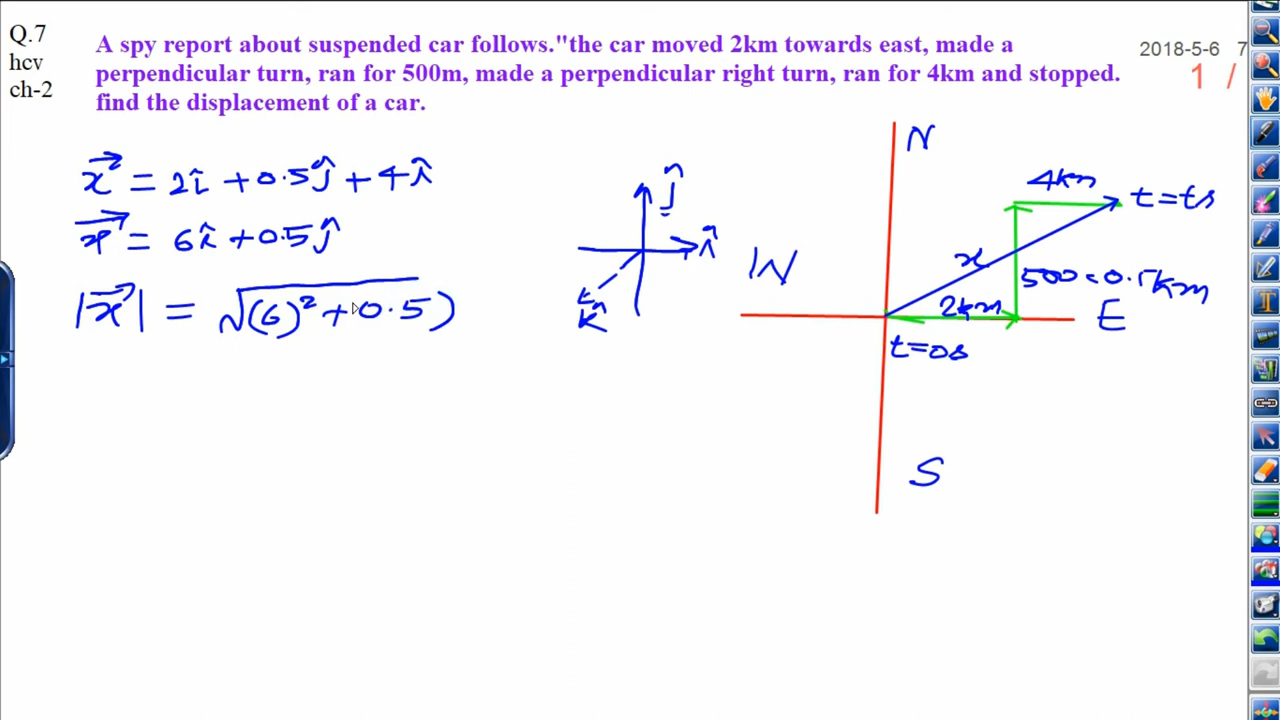 Q.7
hcv
ch-2
A spy report about suspended car follows."the car moved 2km towards east, made a
perpendicular turn, ran for 500m, made a perpendicular right turn, ran for 4km and stopped.
find the displacement of a car.
2018-5-6 7
1 /
x⃗ = 2î + 0.5ĵ + 4î
x⃗ = 6î + 0.5ĵ
|x⃗| = √(6)² + 0.5)
ĵ
î
k̂
N
4km
t=ts
W
x
500=0.5km
2km
E
t=0s
S